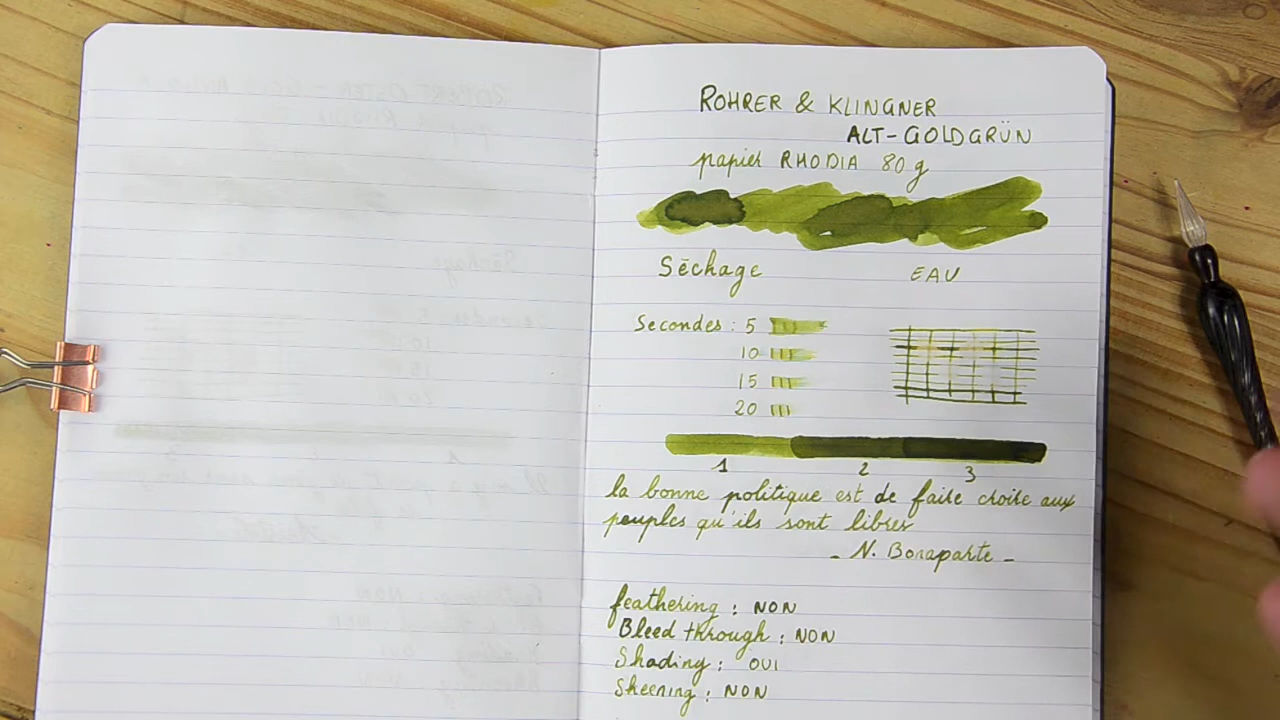 ROHRER & KLINGNER
ALT-GOLDGRÜN
papier RHODIA 80 g
Séchage
EAU
Secondes : 5
10
15
20
1 2 3
la bonne politique est de faire croire aux
peuples qu'ils sont libres
- N. Bonaparte -
feathering : NON
Bleed through : NON
Shading : OUI
Sheening : NON